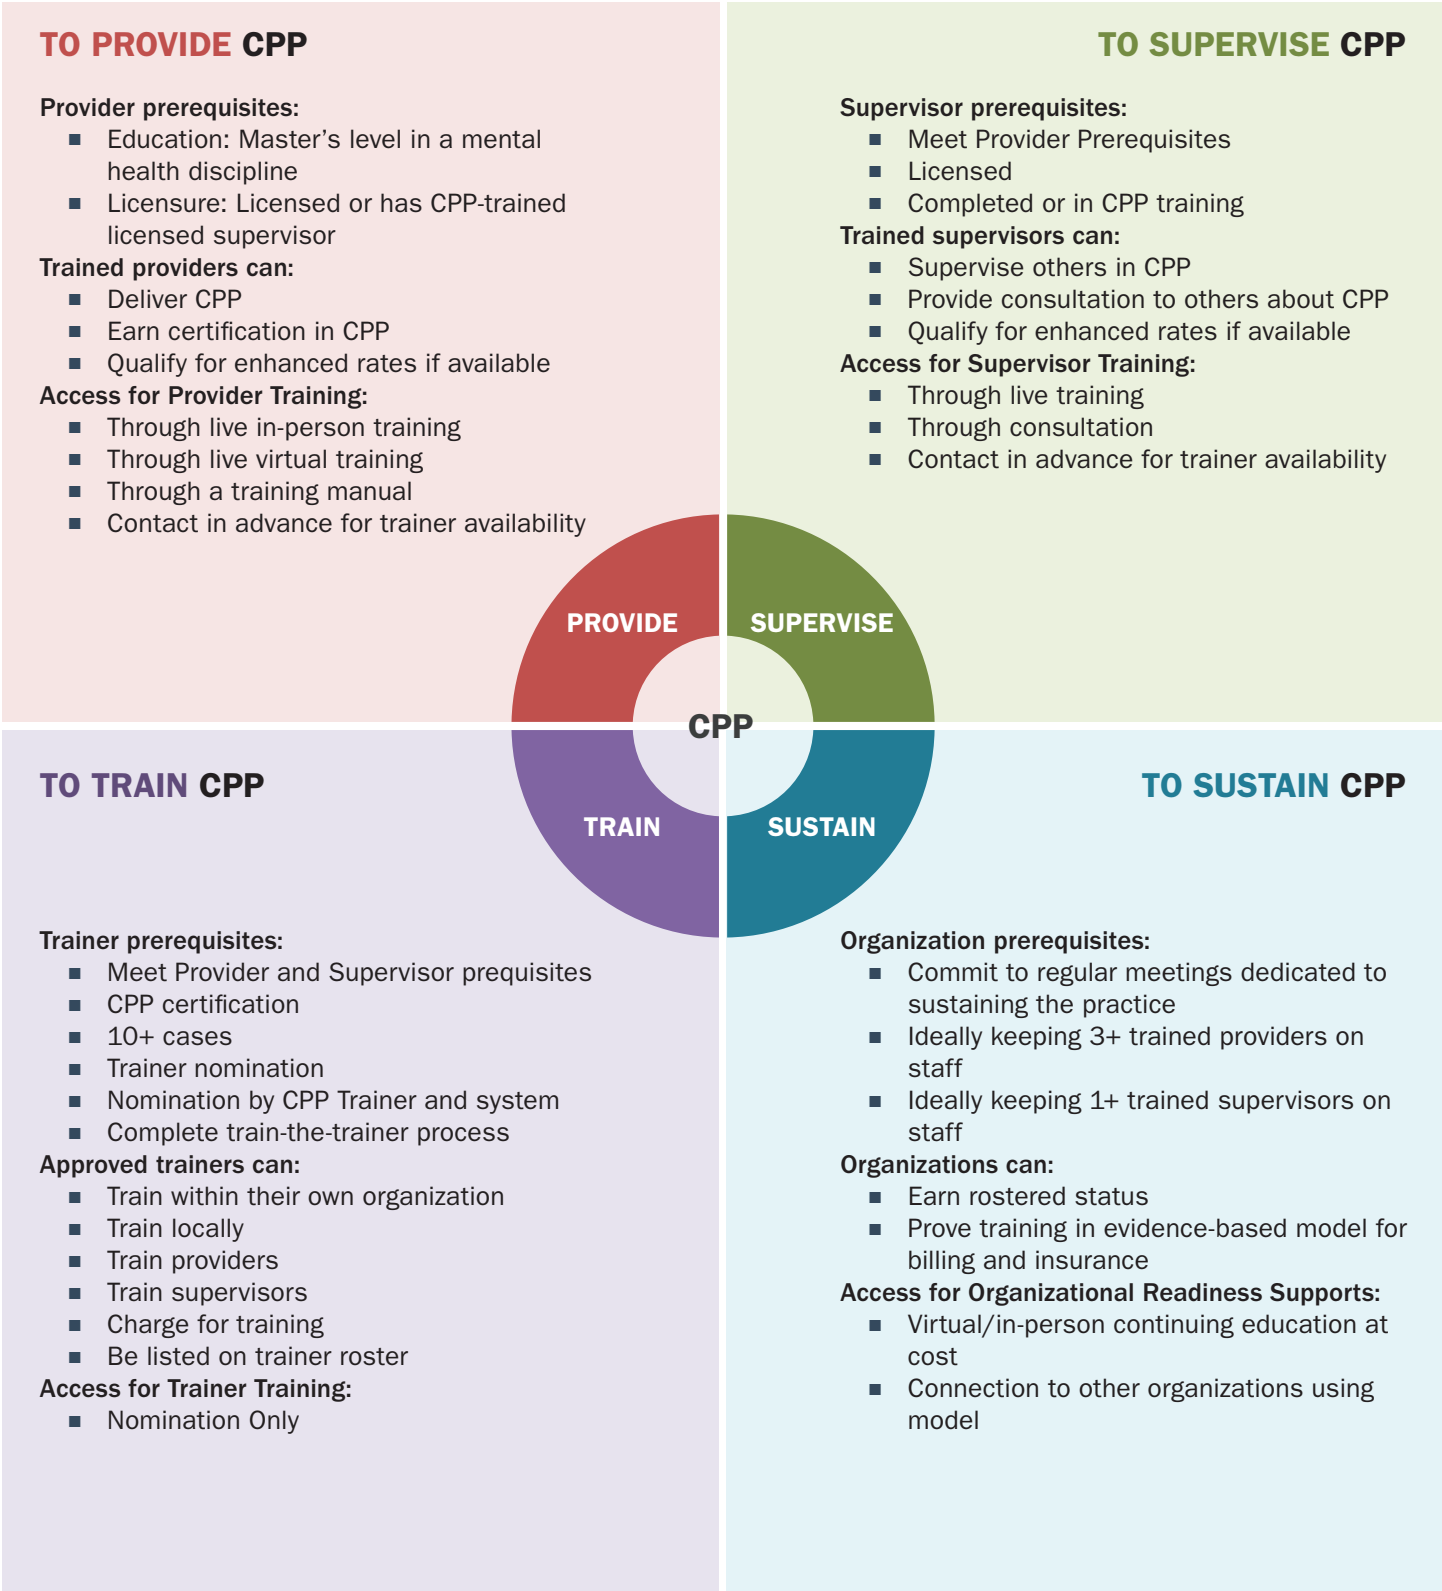 TO PROVIDE CPP
Provider prerequisites:
■ Education: Master's level in a mental
health discipline
■ Licensure: Licensed or has CPP-trained
licensed supervisor
Trained providers can:
■ Deliver CPP
■ Earn certification in CPP
■ Qualify for enhanced rates if available
Access for Provider Training:
■ Through live in-person training
■ Through live virtual training
■ Through a training manual
■ Contact in advance for trainer availability
TO SUPERVISE CPP
Supervisor prerequisites:
■ Meet Provider Prerequisites
■ Licensed
■ Completed or in CPP training
Trained supervisors can:
■ Supervise others in CPP
■ Provide consultation to others about CPP
■ Qualify for enhanced rates if available
Access for Supervisor Training:
■ Through live training
■ Through consultation
■ Contact in advance for trainer availability
PROVIDE
SUPERVISE
CPP
TRAIN
SUSTAIN
TO TRAIN CPP
Trainer prerequisites:
■ Meet Provider and Supervisor prequisites
■ CPP certification
■ 10+ cases
■ Trainer nomination
■ Nomination by CPP Trainer and system
■ Complete train-the-trainer process
Approved trainers can:
■ Train within their own organization
■ Train locally
■ Train providers
■ Train supervisors
■ Charge for training
■ Be listed on trainer roster
Access for Trainer Training:
■ Nomination Only
TO SUSTAIN CPP
Organization prerequisites:
■ Commit to regular meetings dedicated to
sustaining the practice
■ Ideally keeping 3+ trained providers on
staff
■ Ideally keeping 1+ trained supervisors on
staff
Organizations can:
■ Earn rostered status
■ Prove training in evidence-based model for
billing and insurance
Access for Organizational Readiness Supports:
■ Virtual/in-person continuing education at
cost
■ Connection to other organizations using
model